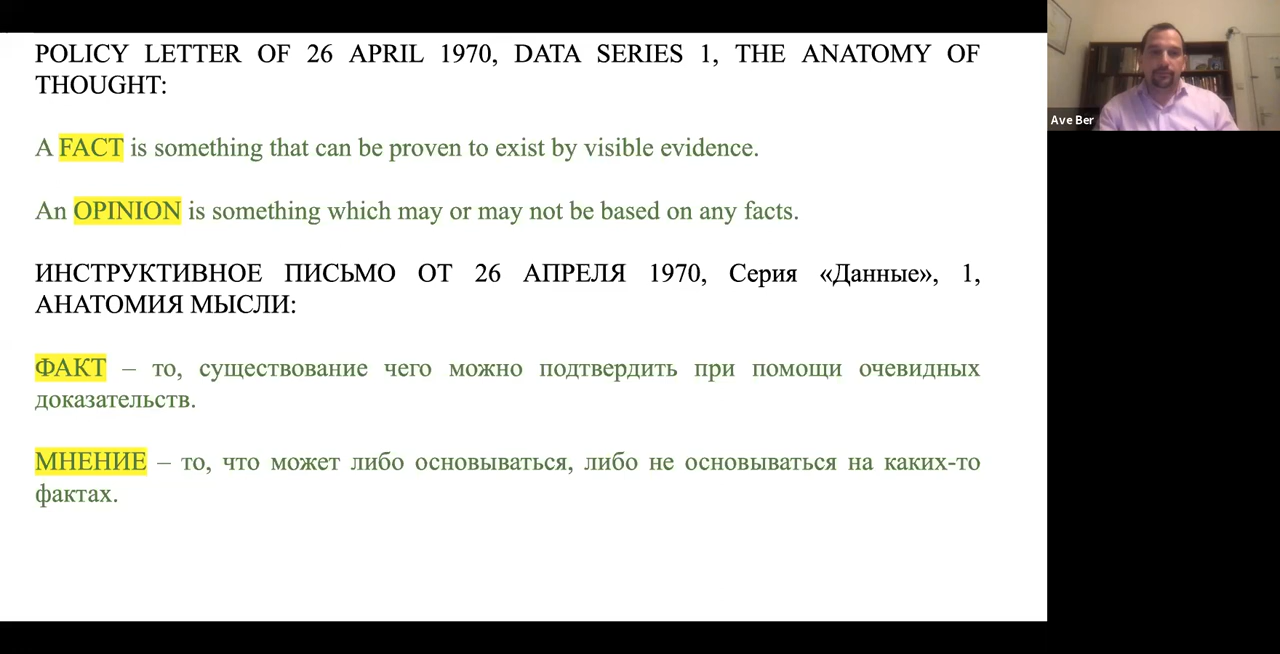 POLICY LETTER OF 26 APRIL 1970, DATA SERIES 1, THE ANATOMY OF
THOUGHT:
A FACT is something that can be proven to exist by visible evidence.
An OPINION is something which may or may not be based on any facts.
ИНСТРУКТИВНОЕ ПИСЬМО ОТ 26 АПРЕЛЯ 1970, Серия «Данные», 1,
АНАТОМИЯ МЫСЛИ:
ФАКТ – то, существование чего можно подтвердить при помощи очевидных
доказательств.
МНЕНИЕ – то, что может либо основываться, либо не основываться на каких-то
фактах.
Ave Ber